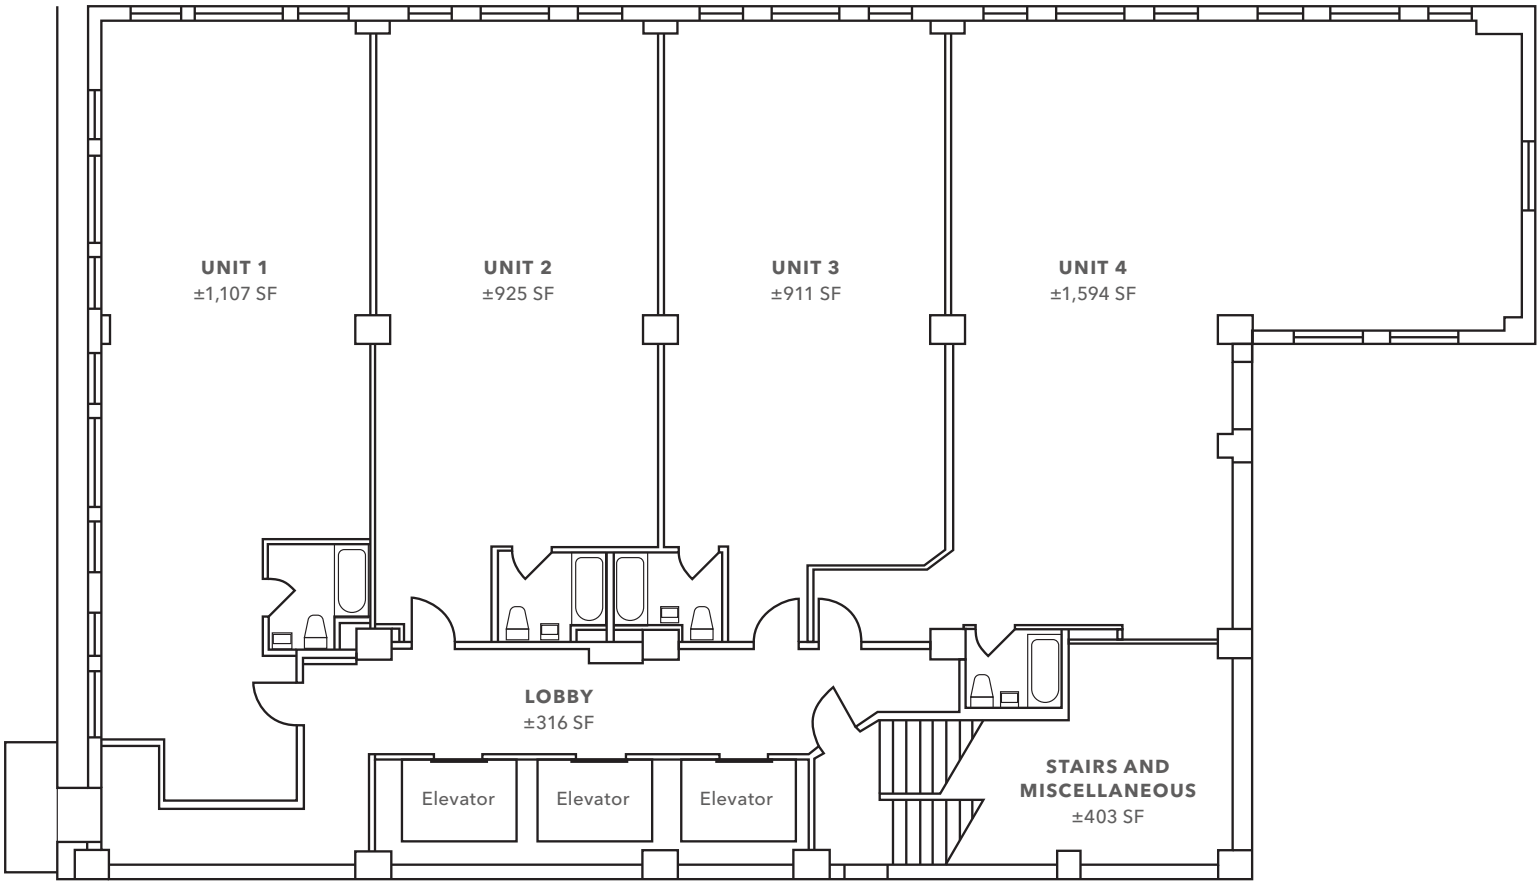 UNIT 1
±1,107 SF
UNIT 2
±925 SF
UNIT 3
±911 SF
UNIT 4
±1,594 SF
LOBBY
±316 SF
Elevator
Elevator
Elevator
STAIRS AND
MISCELLANEOUS
±403 SF